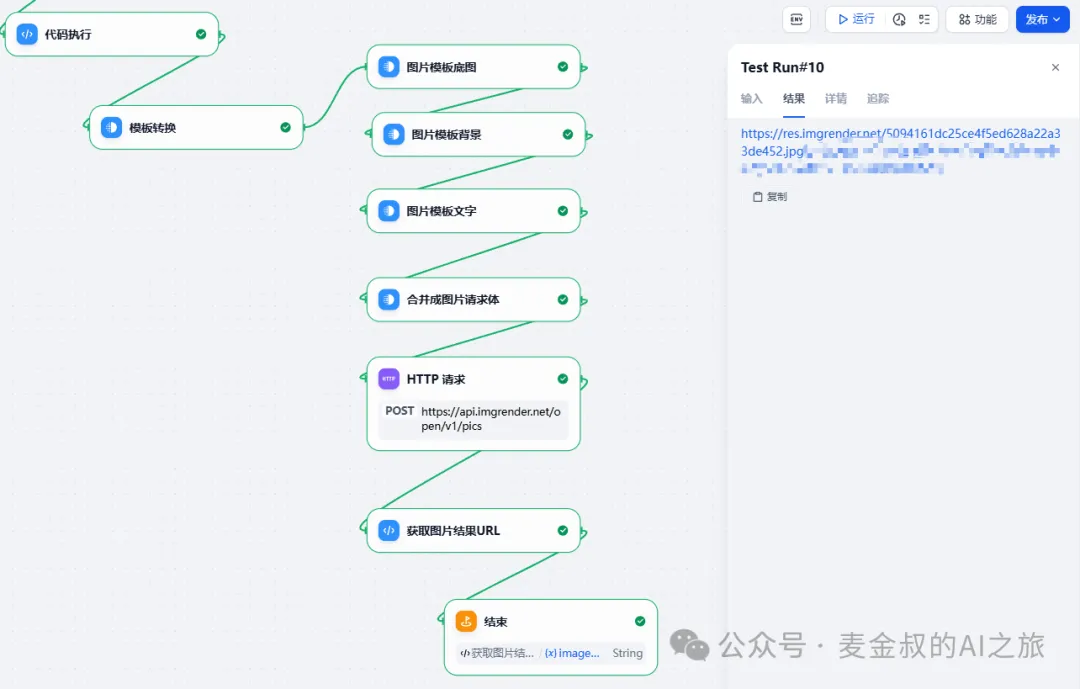 代码执行
模板转换
图片模板底图
图片模板背景
图片模板文字
合并成图片请求体
HTTP
HTTP 请求
POST https://api.imgrender.net/o
pen/v1/pics
获取图片结果URL
结束
获取图片结... / (x) image... String
ENV
运行
功能
发布
Test Run#10
输入 结果 详情 追踪
https://res.imgrender.net/5094161dc25ce4f5ed628a22a3
3de452.jpg
复制
公众号 · 麦金叔的AI之旅